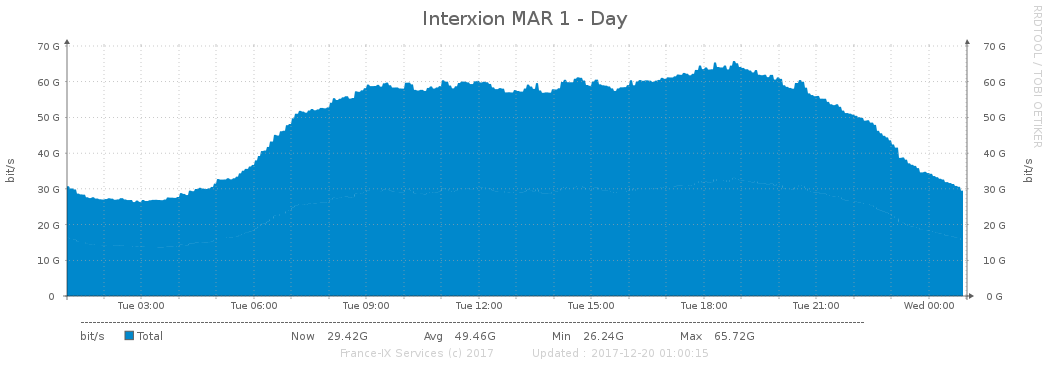 Interxion MAR 1 - Day
RRDTOOL / TOBI OETIKER
70 G 70 G
60 G 60 G
50 G 50 G
40 G 40 G
30 G 30 G
20 G 20 G
10 G 10 G
0 0 G
bit/s bit/s
Tue 03:00 Tue 06:00 Tue 09:00 Tue 12:00 Tue 15:00 Tue 18:00 Tue 21:00 Wed 00:00
bit/s Total Now 29.42G Avg 49.46G Min 26.24G Max 65.72G
France-IX Services (c) 2017 Updated : 2017-12-20 01:00:15